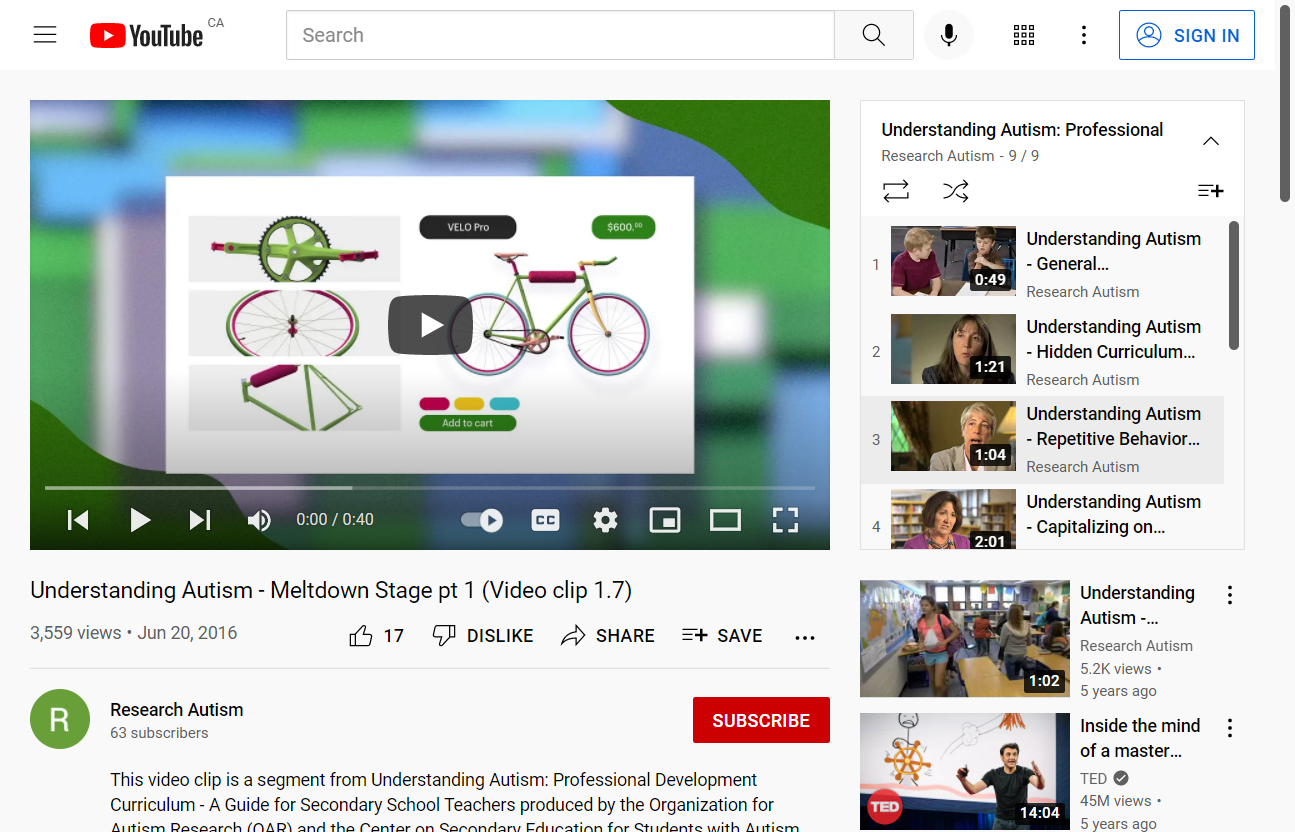 YouTube CA
Search
SIGN IN
VELO Pro
$600.00
Add to cart
0:00 / 0:40
CC
Understanding Autism - Meltdown Stage pt 1 (Video clip 1.7)
3,559 views • Jun 20, 2016
17
DISLIKE
SHARE
SAVE
R
Research Autism
63 subscribers
SUBSCRIBE
This video clip is a segment from Understanding Autism: Professional Development
Curriculum - A Guide for Secondary School Teachers produced by the Organization for
Autism Research (OAR) and the Center on Secondary Education for Students with Autism
Understanding Autism: Professional
Research Autism - 9 / 9
1
0:49
Understanding Autism
- General...
Research Autism
2
1:21
Understanding Autism
- Hidden Curriculum...
Research Autism
3
1:04
Understanding Autism
- Repetitive Behavior...
Research Autism
4
2:01
Understanding Autism
- Capitalizing on...
1:02
Understanding
Autism -...
Research Autism
5.2K views •
5 years ago
TED
14:04
Inside the mind
of a master...
TED
45M views •
5 years ago